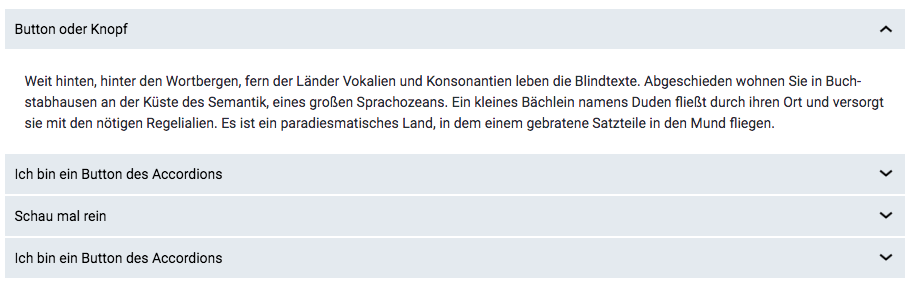 Button oder Knopf
Weit hinten, hinter den Wortbergen, fern der Länder Vokalien und Konsonantien leben die Blindtexte. Abgeschieden wohnen Sie in Buch-
stabhausen an der Küste des Semantik, eines großen Sprachozeans. Ein kleines Bächlein namens Duden fließt durch ihren Ort und versorgt
sie mit den nötigen Regelialien. Es ist ein paradiesmatisches Land, in dem einem gebratene Satzteile in den Mund fliegen.
Ich bin ein Button des Accordions
Schau mal rein
Ich bin ein Button des Accordions